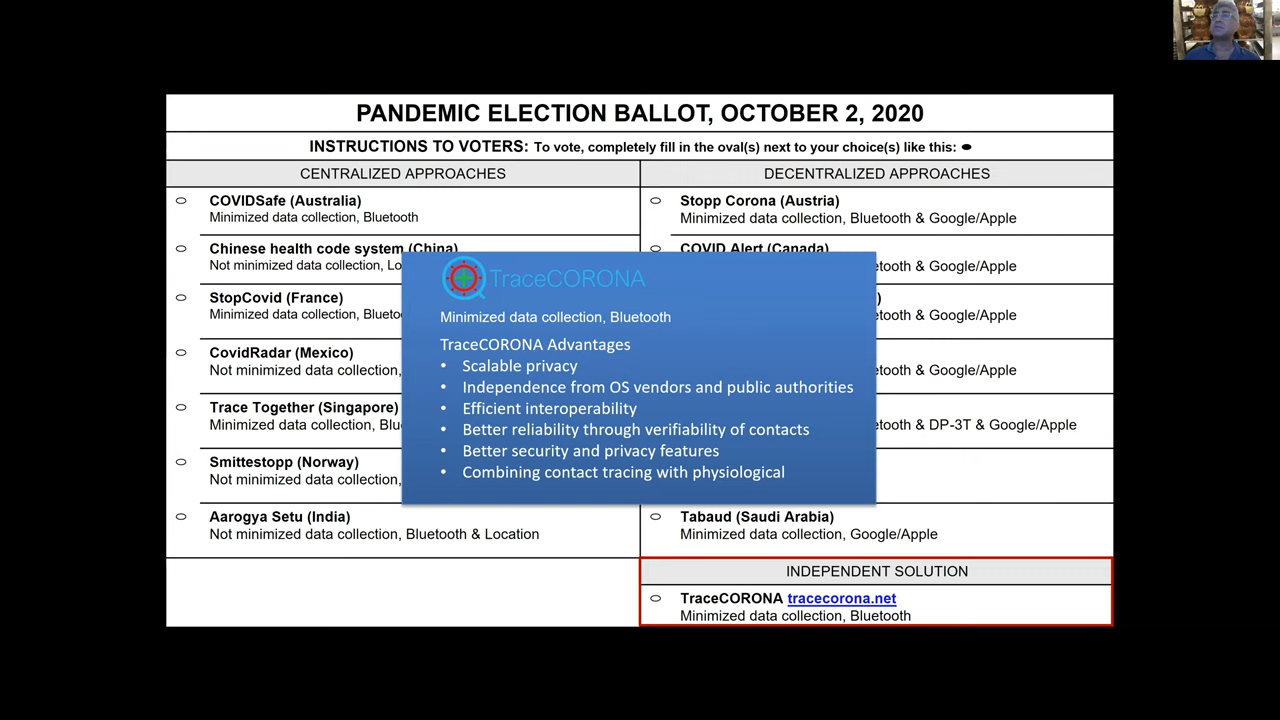 PANDEMIC ELECTION BALLOT, OCTOBER 2, 2020
INSTRUCTIONS TO VOTERS: To vote, completely fill in the oval(s) next to your choice(s) like this:
CENTRALIZED APPROACHES
COVIDSafe (Australia)
Minimized data collection, Bluetooth
Chinese health code system (China)
Not minimized data collection,
StopCovid (France)
Minimized data collection,
CovidRadar (Mexico)
Not minimized data collection,
Trace Together (Singapore)
Minimized data collection,
Smittestopp (Norway)
Not minimized data collection,
Aarogya Setu (India)
Not minimized data collection, Bluetooth & Location
DECENTRALIZED APPROACHES
Stopp Corona (Austria)
Minimized data collection, Bluetooth & Google/Apple
COVID Alert (Canada)
& Google/Apple
& Google/Apple
& Google/Apple
& DP-3T & Google/Apple
Tabaud (Saudi Arabia)
Minimized data collection, Google/Apple
INDEPENDENT SOLUTION
TraceCORONA tracecorona.net
Minimized data collection, Bluetooth
TraceCORONA
Minimized data collection, Bluetooth
TraceCORONA Advantages
• Scalable privacy
• Independence from OS vendors and public authorities
• Efficient interoperability
• Better reliability through verifiability of contacts
• Better security and privacy features
• Combining contact tracing with physiological